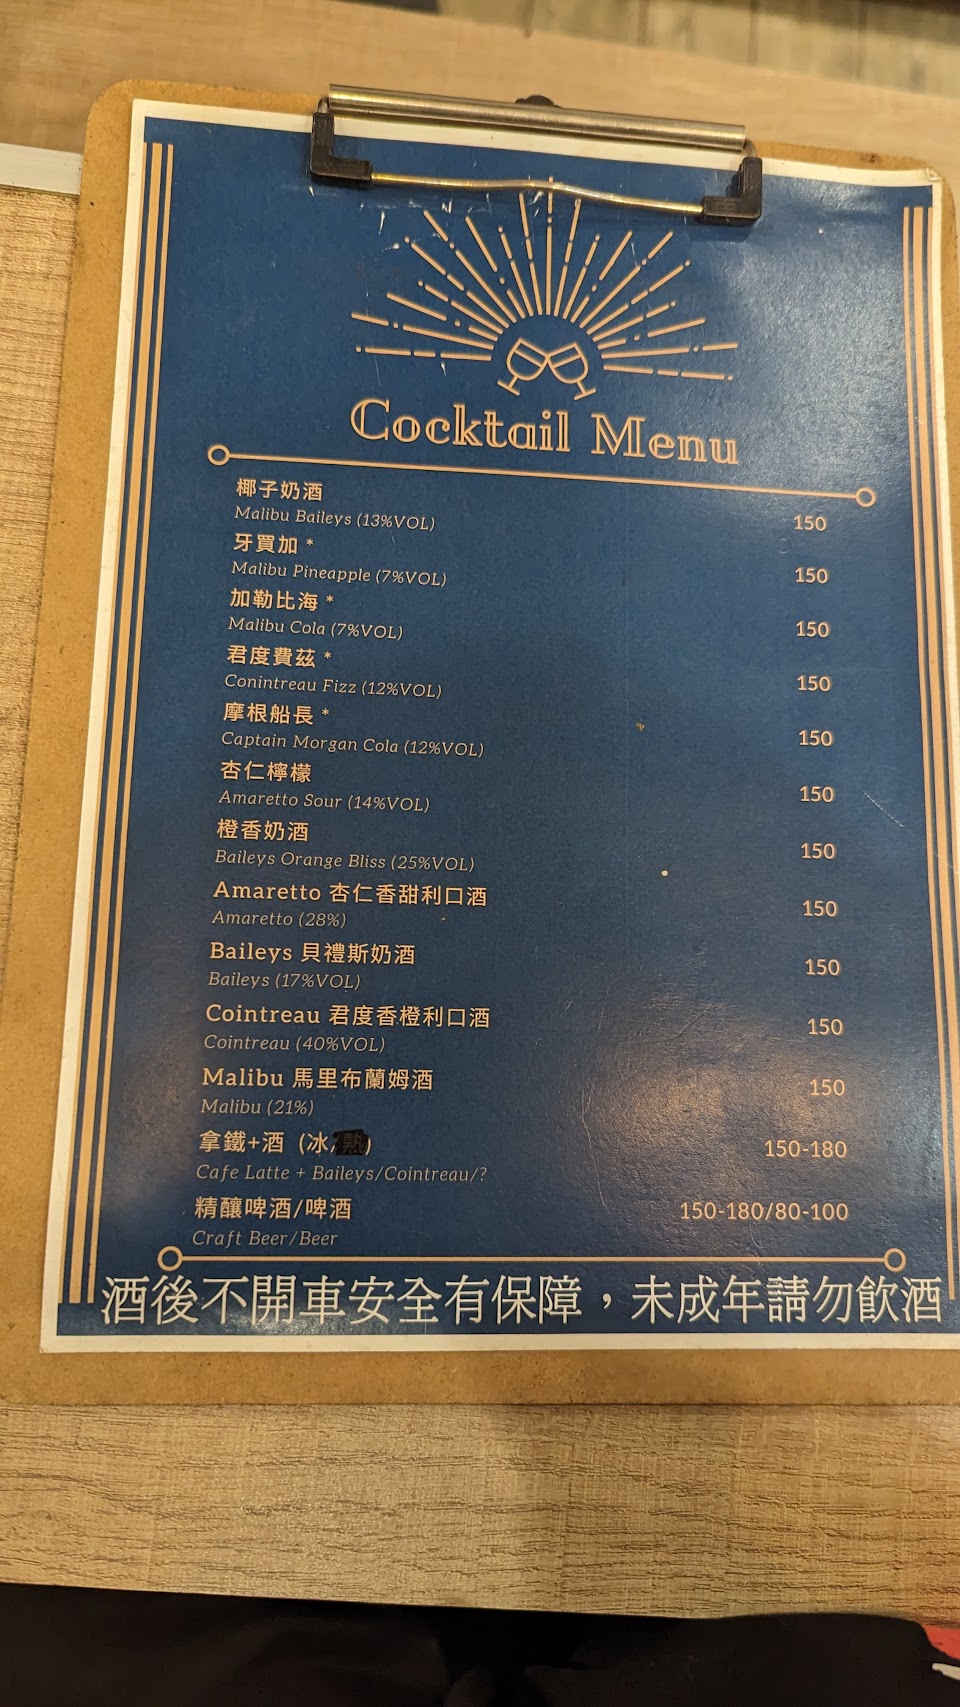 Cocktail Menu
椰子奶酒
Malibu Baileys (13%VOL) 150
牙買加 *
Malibu Pineapple (7%VOL) 150
加勒比海 *
Malibu Cola (7%VOL) 150
君度費茲 *
Conintreau Fizz (12%VOL) 150
摩根船長 *
Captain Morgan Cola (12%VOL) 150
杏仁檸檬
Amaretto Sour (14%VOL) 150
橙香奶酒
Baileys Orange Bliss (25%VOL) 150
Amaretto 杏仁香甜利口酒
Amaretto (28%) 150
Baileys 貝禮斯奶酒
Baileys (17%VOL) 150
Cointreau 君度香橙利口酒
Cointreau (40%VOL) 150
Malibu 馬里布蘭姆酒
Malibu (21%) 150
拿鐵+酒 (冰) 150-180
Cafe Latte + Baileys/Cointreau/?
精釀啤酒/啤酒 150-180/80-100
Craft Beer/Beer
酒後不開車安全有保障，未成年請勿飲酒